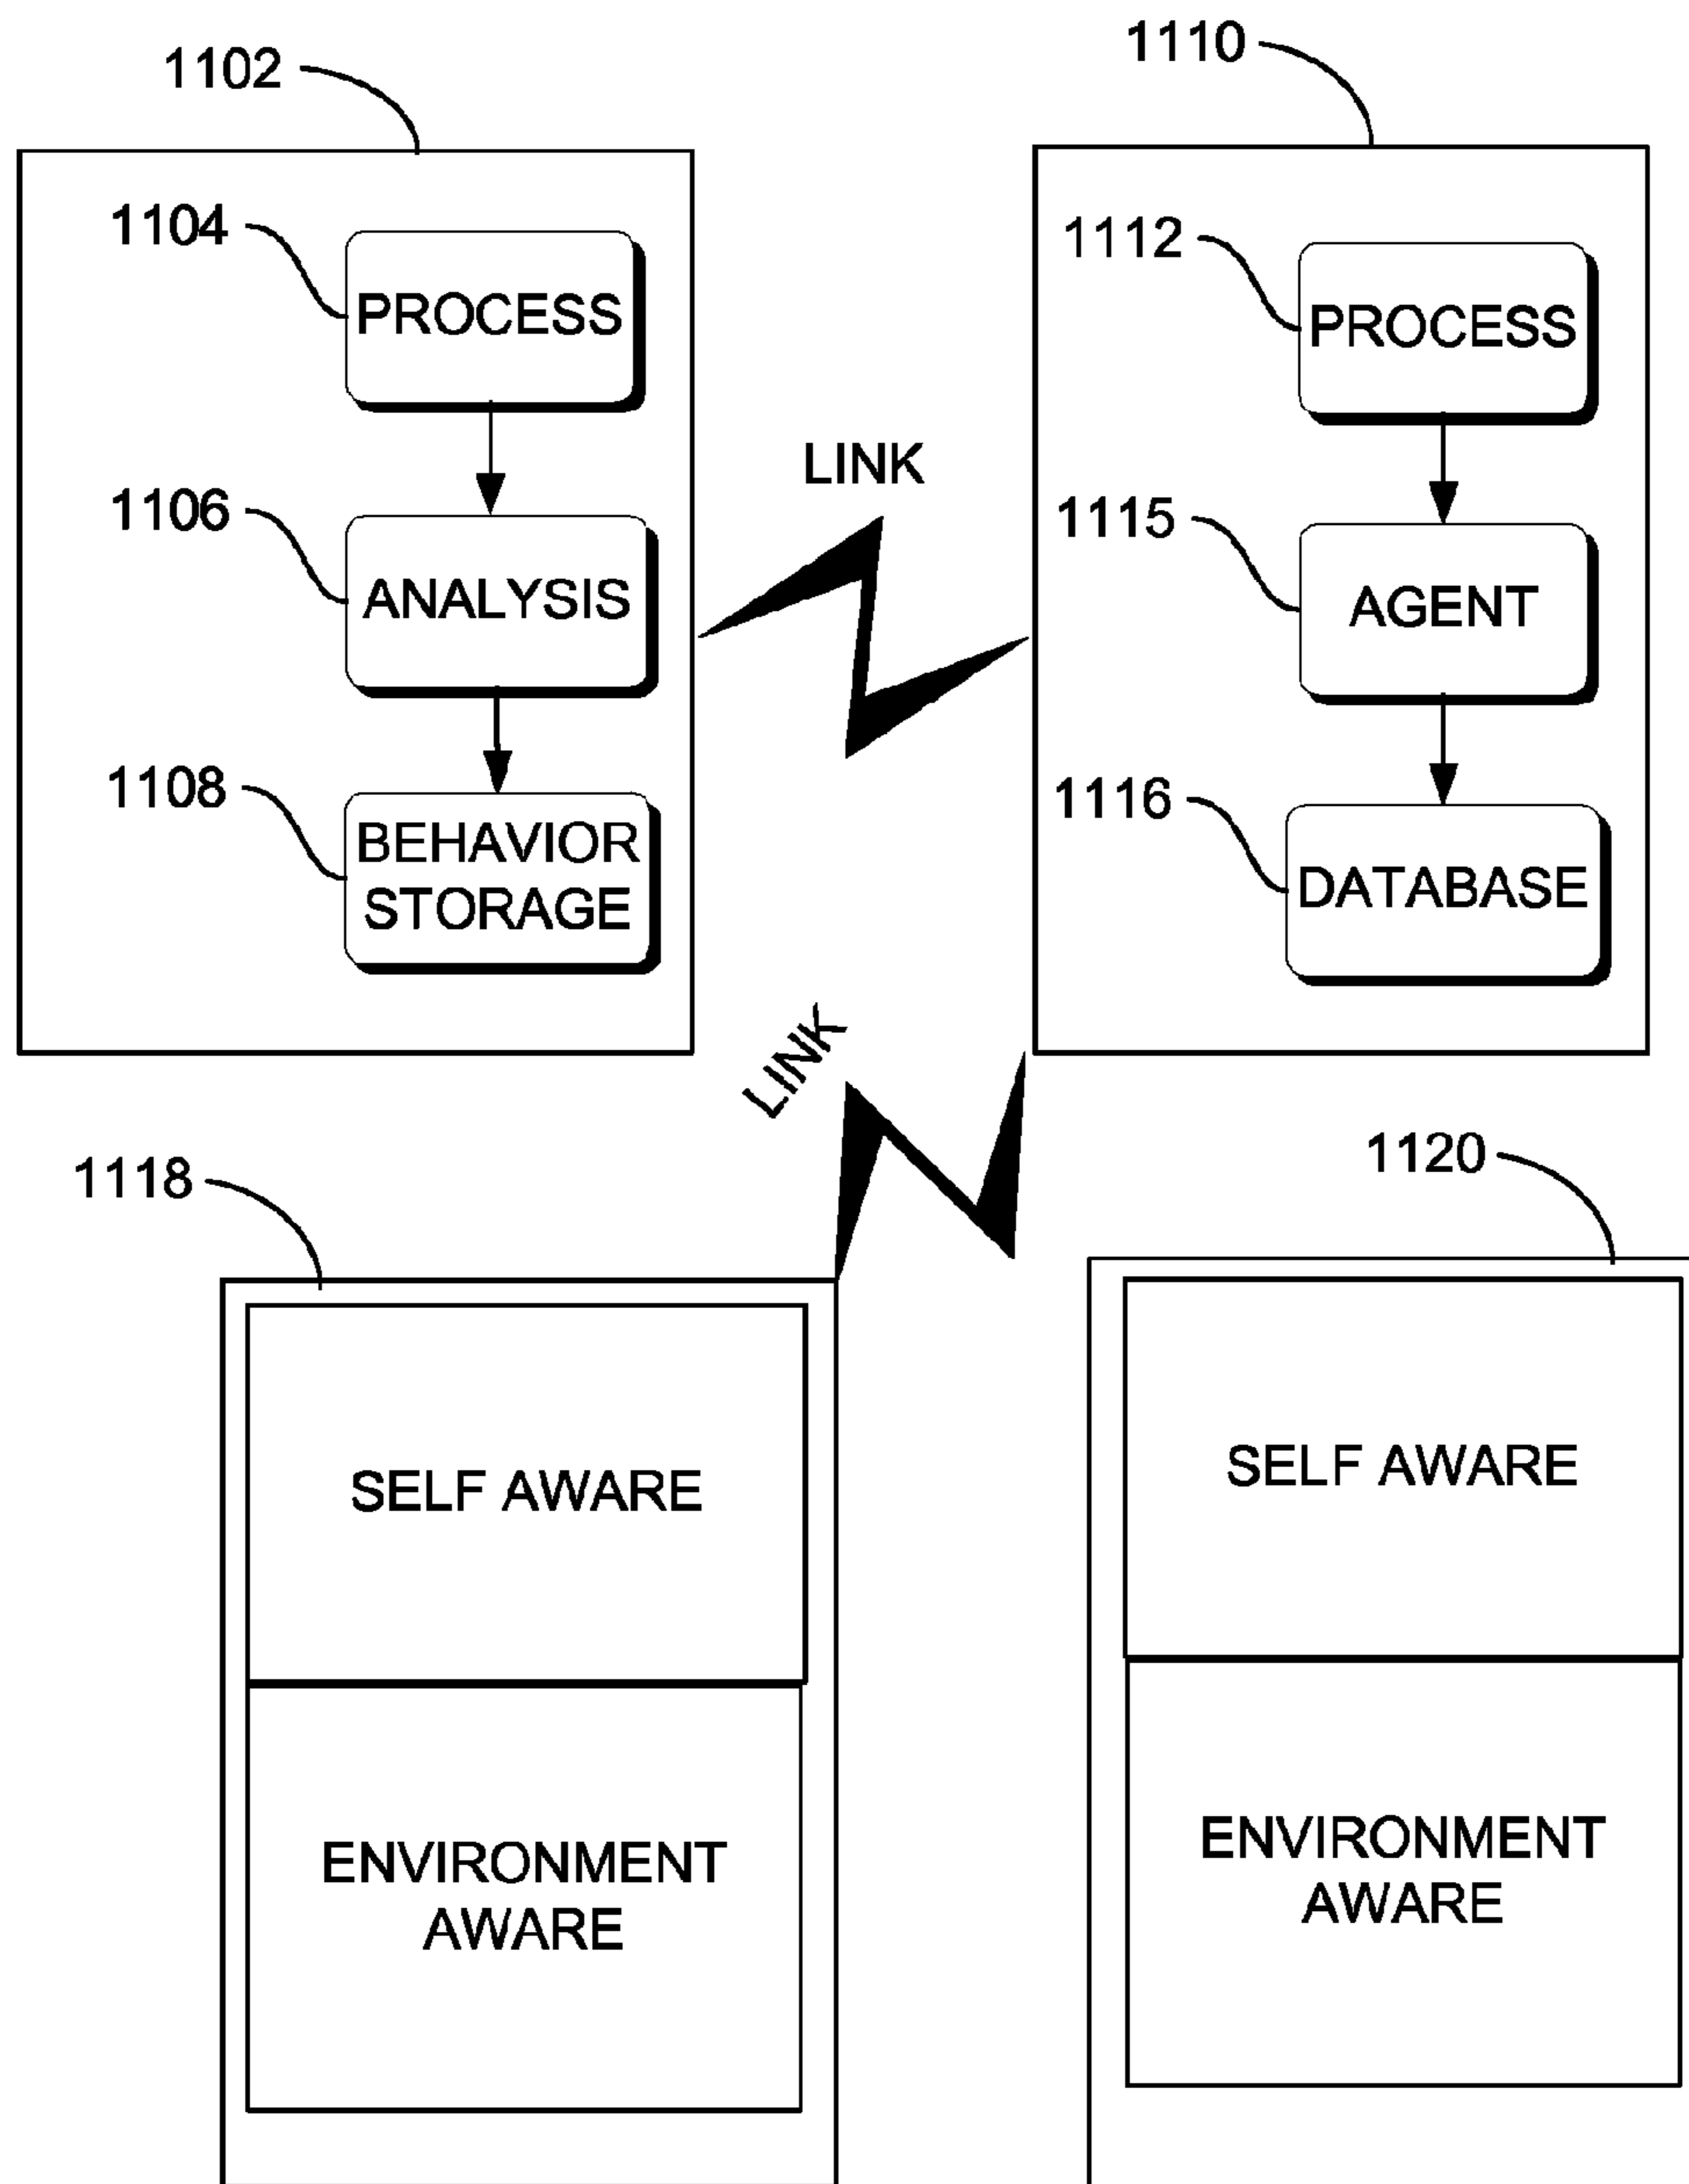 1102
1110
1104
PROCESS
1112
PROCESS
LINK
1106
ANALYSIS
1115
AGENT
1108
BEHAVIOR
STORAGE
1116
DATABASE
LINK
1118
1120
SELF AWARE
SELF AWARE
ENVIRONMENT
AWARE
ENVIRONMENT
AWARE